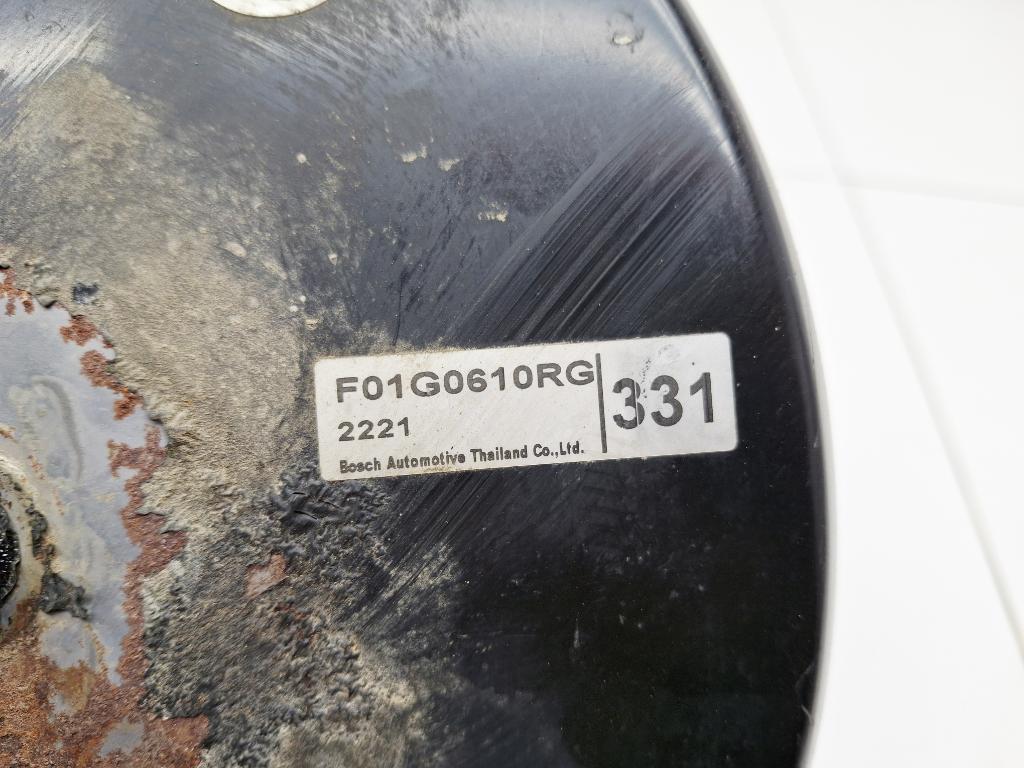 F01G0610RG
331
2221
Bosch Automotive Thailand Co.,Ltd.